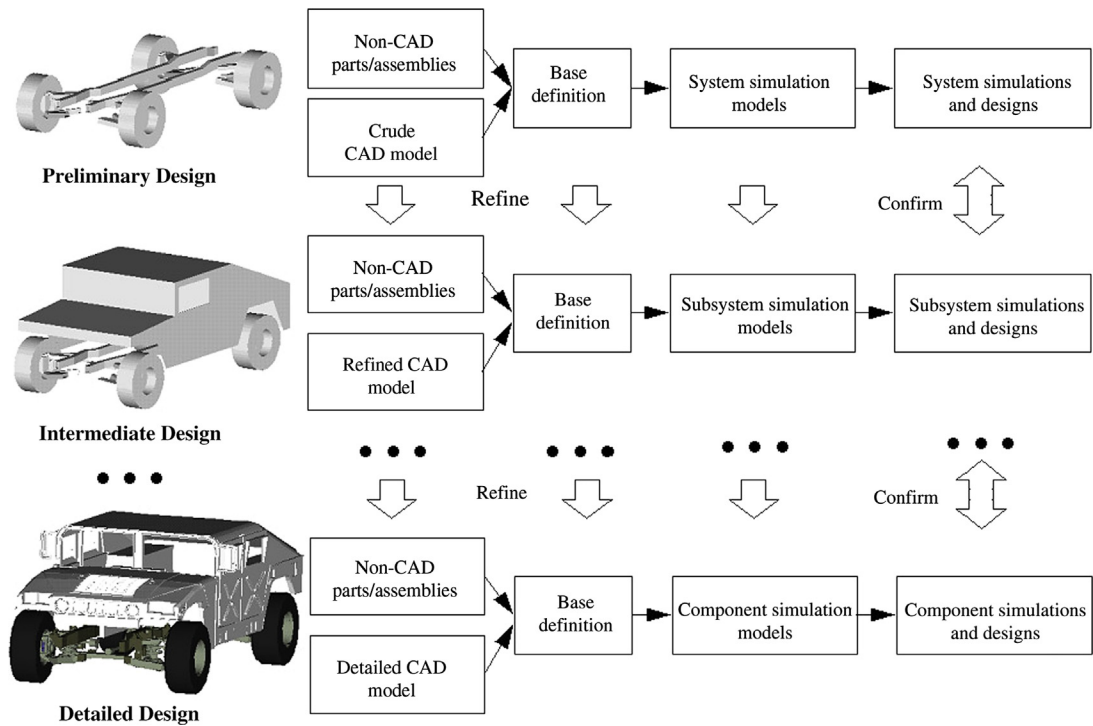 Non-CAD
parts/assemblies
Base
definition
System simulation
models
System simulations
and designs
Crude
CAD model
Preliminary Design
Refine
Confirm
Non-CAD
parts/assemblies
Base
definition
Subsystem simulation
models
Subsystem simulations
and designs
Refined CAD
model
Intermediate Design
Refine
Confirm
Non-CAD
parts/assemblies
Base
definition
Component simulation
models
Component simulations
and designs
Detailed CAD
model
Detailed Design